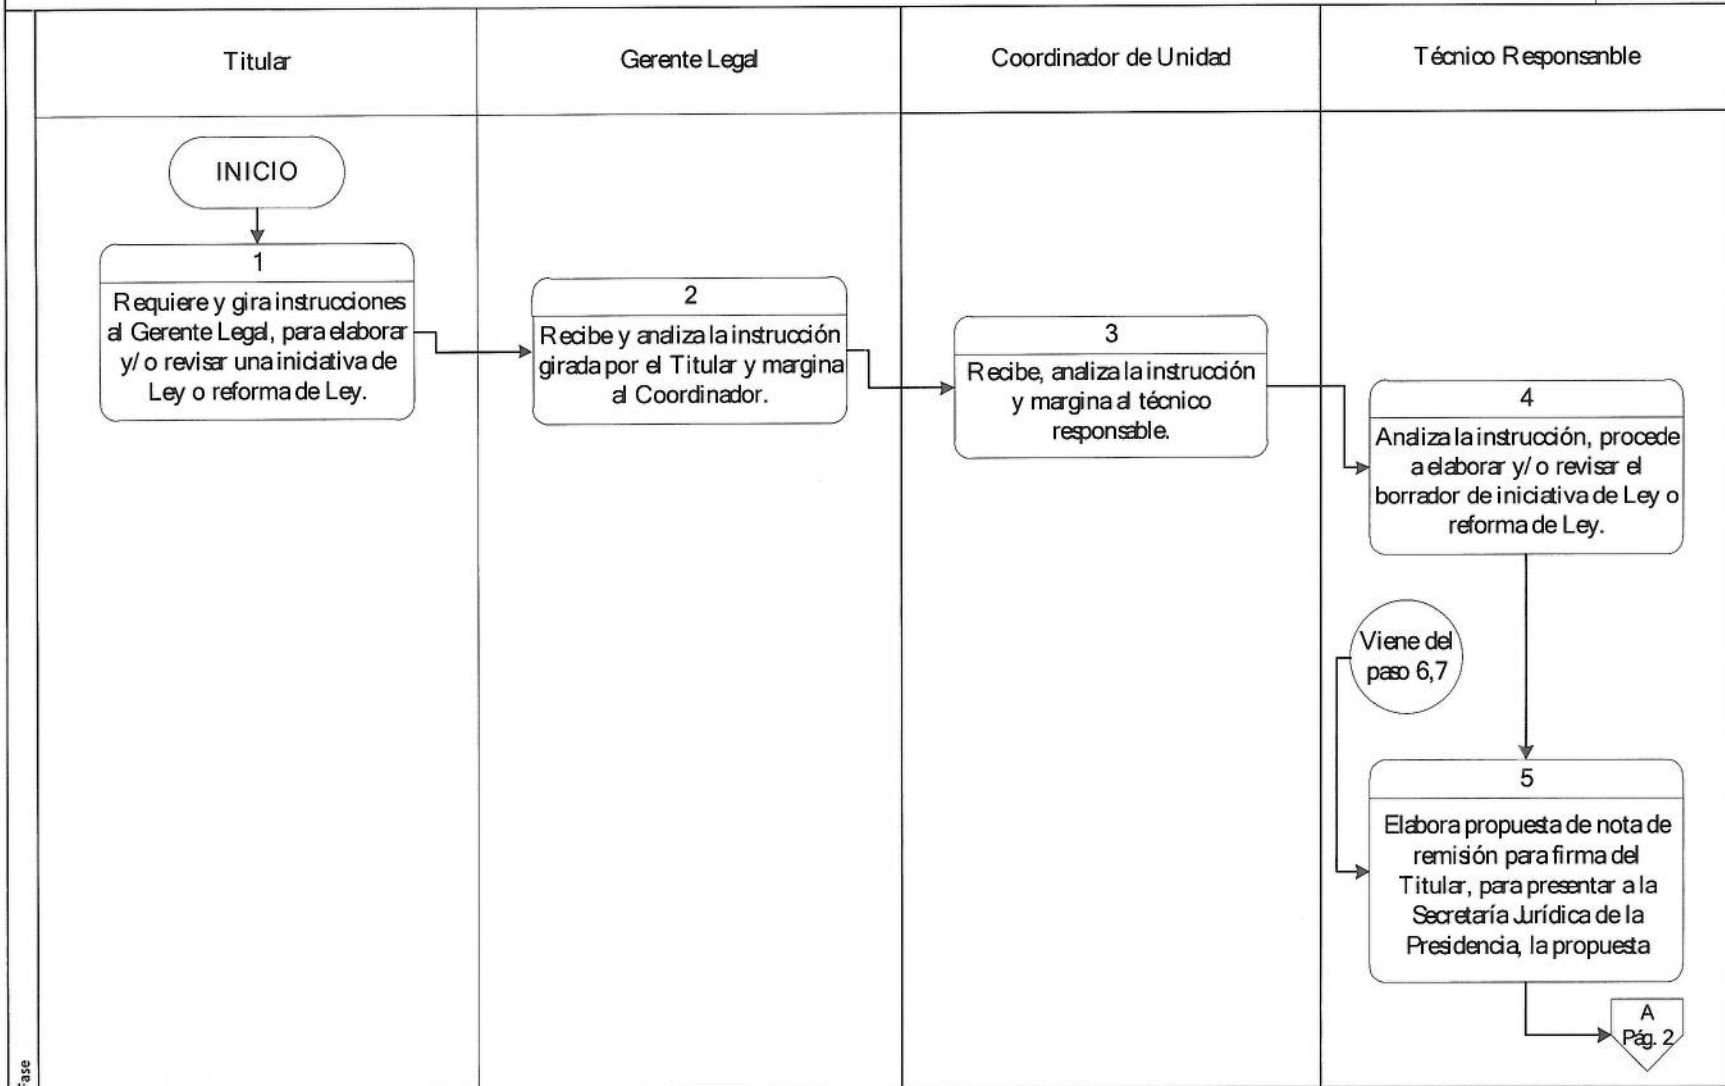 Titular
Gerente Legal
Coordinador de Unidad
Técnico Responsanble
INICIO
1
Requiere y gira instrucciones
al Gerente Legal, para elaborar
y/ o revisar una iniciativa de
Ley o reforma de Ley.
2
Recibe y analiza la instrucción
girada por el Titular y margina
al Coordinador.
3
Recibe, analiza la instrucción
y margina al técnico
responsable.
4
Analiza la instrucción, procede
a elaborar y/ o revisar el
borrador de iniciativa de Ley o
reforma de Ley.
Viene del
paso 6,7
5
Elabora propuesta de nota de
remisión para firma del
Titular, para presentar a la
Secretaría Jurídica de la
Presidencia, la propuesta
A
Pág. 2